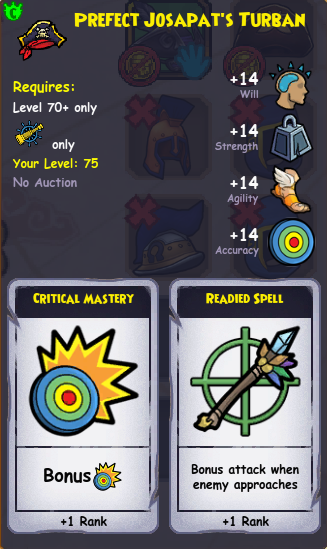 Prefect Josapat's Turban
Requires:
Level 70+ only
only
Your Level: 75
No Auction
+14
Will
+14
Strength
+14
Agility
+14
Accuracy
Critical Mastery
Bonus
+1 Rank
Readied Spell
Bonus attack when
enemy approaches
+1 Rank